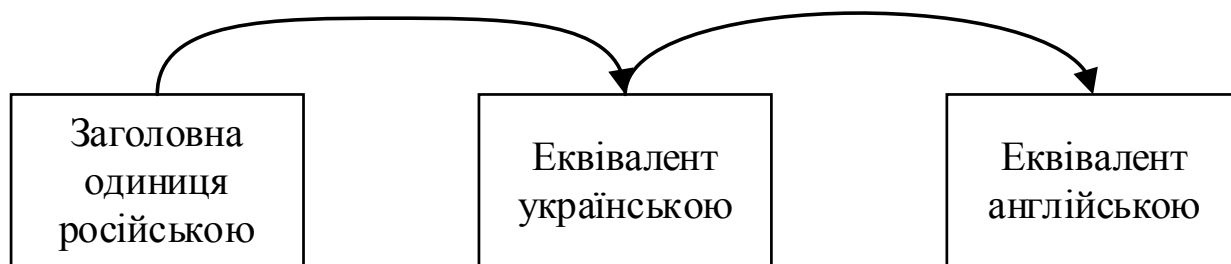 Заголовна
одиниця
російською
Еквівалент
українською
Еквівалент
англійською